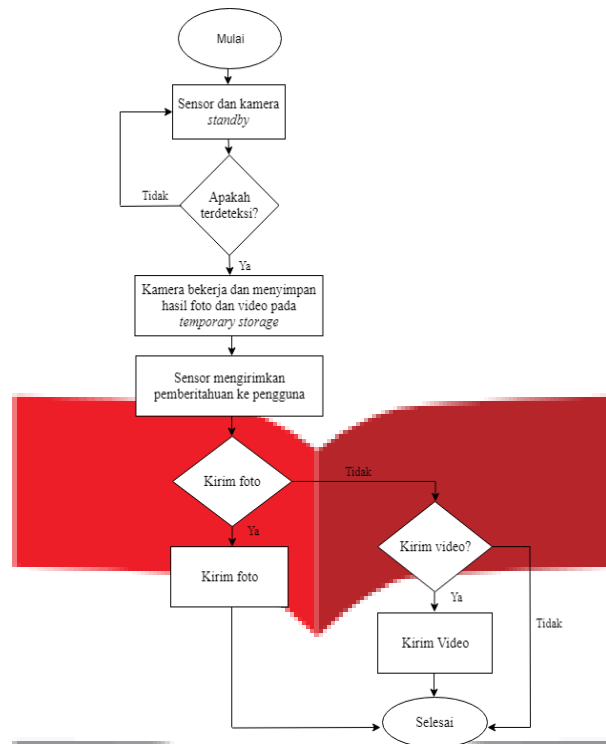 Mulai
Sensor dan kamera
standby
Tidak
Apakah
terdeteksi?
Ya
Kamera bekerja dan menyimpan
hasil foto dan video pada
temporary storage
Sensor mengirimkan
pemberitahuan ke pengguna
Kirim foto
Tidak
Ya
Kirim video?
Kirim foto
Ya
Tidak
Kirim Video
Selesai